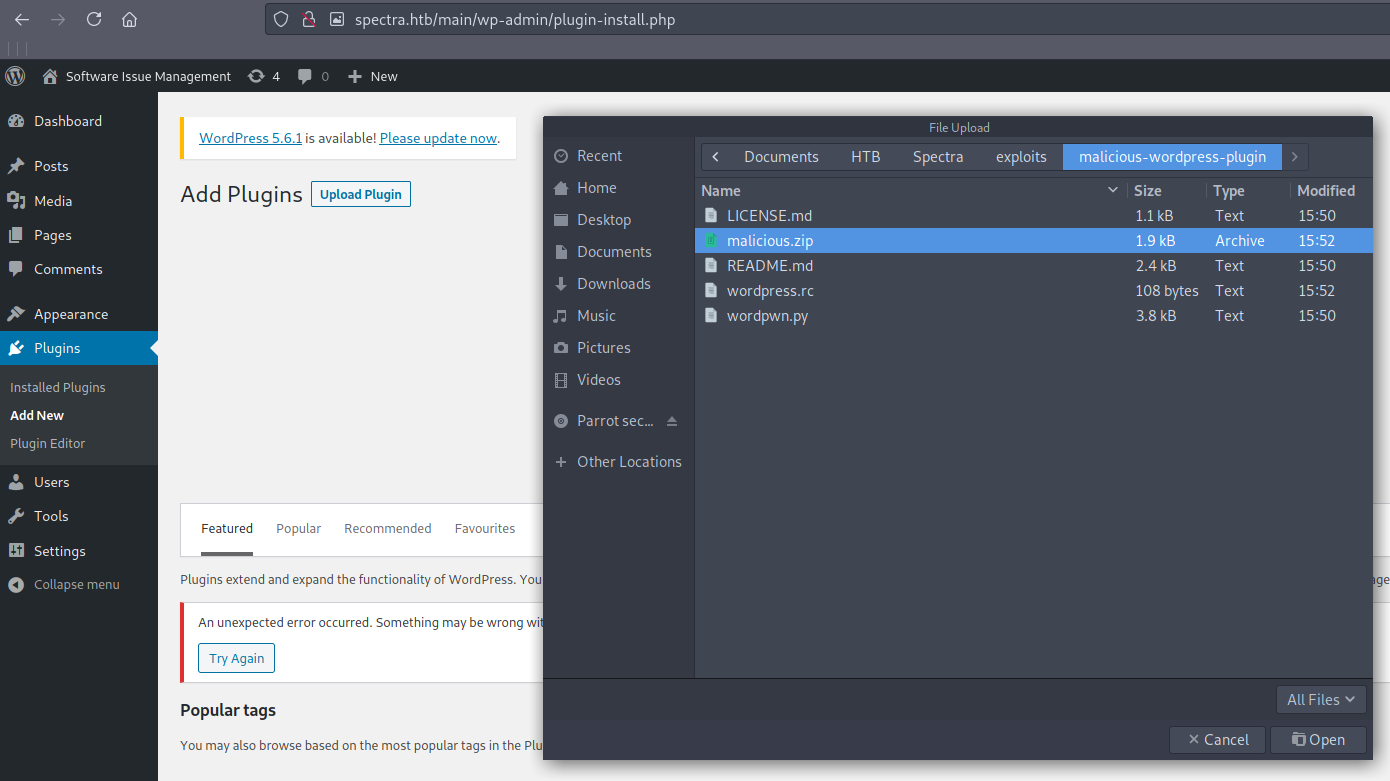 spectra.htb/main/wp-admin/plugin-install.php
Software Issue Management 4 0 New
Dashboard
Posts
Media
Pages
Comments
Appearance
Plugins
Installed Plugins
Add New
Plugin Editor
Users
Tools
Settings
Collapse menu
WordPress 5.6.1 is available! Please update now.
Add Plugins Upload Plugin
Featured Popular Recommended Favourites
Plugins extend and expand the functionality of WordPress. You
An unexpected error occurred. Something may be wrong wit
Try Again
Popular tags
You may also browse based on the most popular tags in the Plu
File Upload
Recent
Home
Desktop
Documents
Downloads
Music
Pictures
Videos
Parrot sec...
Other Locations
Documents HTB Spectra exploits malicious-wordpress-plugin
Name Size Type Modified
LICENSE.md 1.1 kB Text 15:50
malicious.zip 1.9 kB Archive 15:52
README.md 2.4 kB Text 15:50
wordpress.rc 108 bytes Text 15:52
wordpwn.py 3.8 kB Text 15:50
All Files
Cancel Open